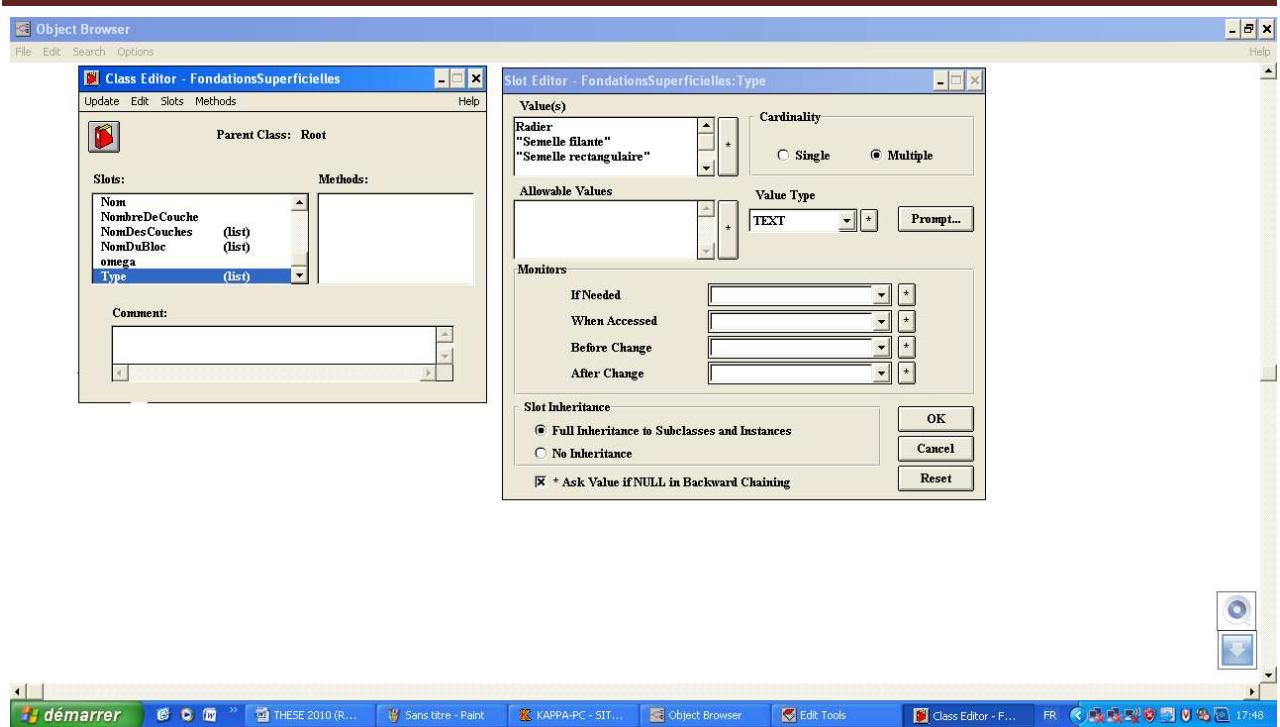 Object Browser
File Edit Search Options Help
Class Editor - FondationsSuperficielles
Update Edit Slots Methods Help
Parent Class: Root
Slots:
Methods:
Nom
NombreDeCouche
NomDesCouches (list)
NomDuBloc (list)
omega
Type (list)
Comment:
Slot Editor - FondationsSuperficielles:Type
Value(s)
Radier
"Semelle filante"
"Semelle rectangulaire"
*
Cardinality
Single Multiple
Allowable Values
*
Value Type
TEXT * Prompt...
Monitors
If Needed *
When Accessed *
Before Change *
After Change *
Slot Inheritance
Full Inheritance to Subclasses and Instances
No Inheritance
* Ask Value if NULL in Backward Chaining
OK
Cancel
Reset
démarrer » THESE 2010 (R... Sans titre - Paint KAPPA-PC - SIT... Object Browser Edit Tools Class Editor - F... FR 17:48